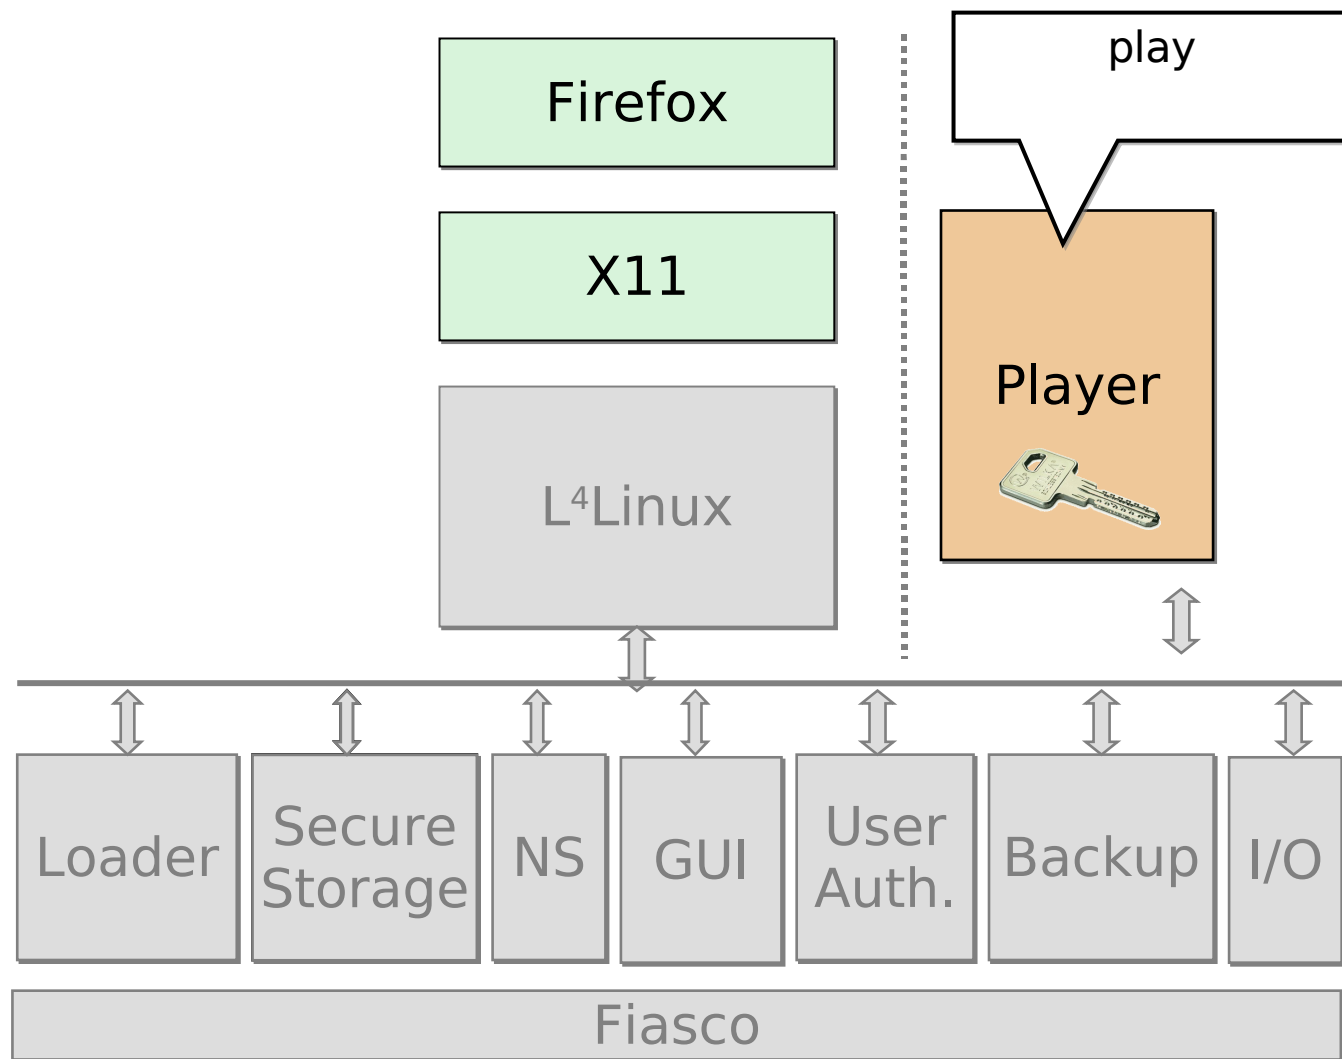 play
Firefox
X11
Player
L⁴Linux
Loader
Secure
Storage
NS
GUI
User
Auth.
Backup
I/O
Fiasco